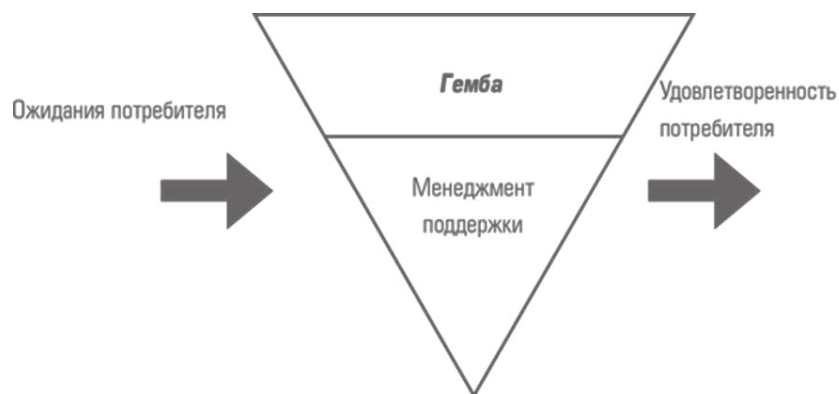 Ожидания потребителя
Гемба
Менеджмент
поддержки
Удовлетворенность
потребителя